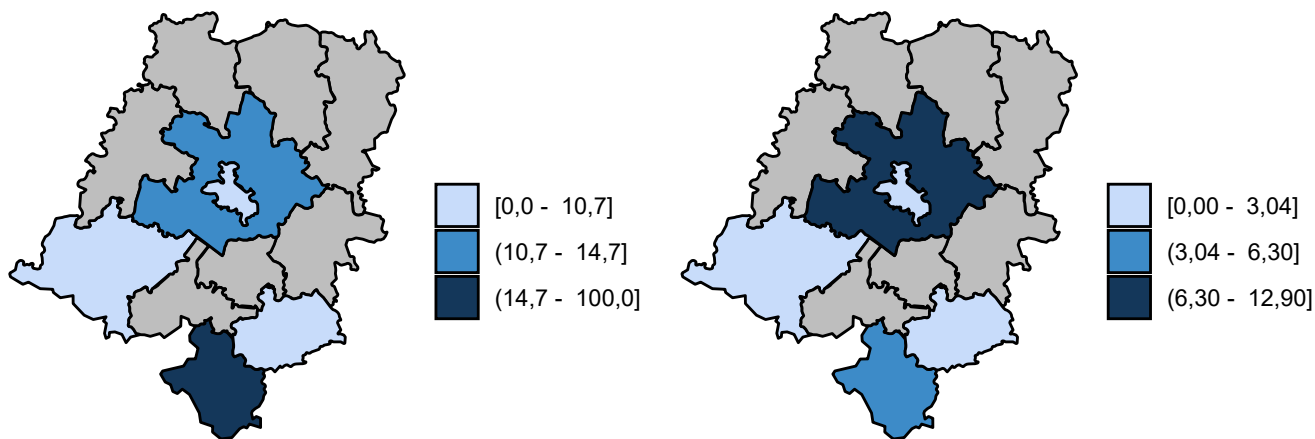 [0,0 - 10,7]
(10,7 - 14,7]
(14,7 - 100,0]
[0,00 - 3,04]
(3,04 - 6,30]
(6,30 - 12,90]